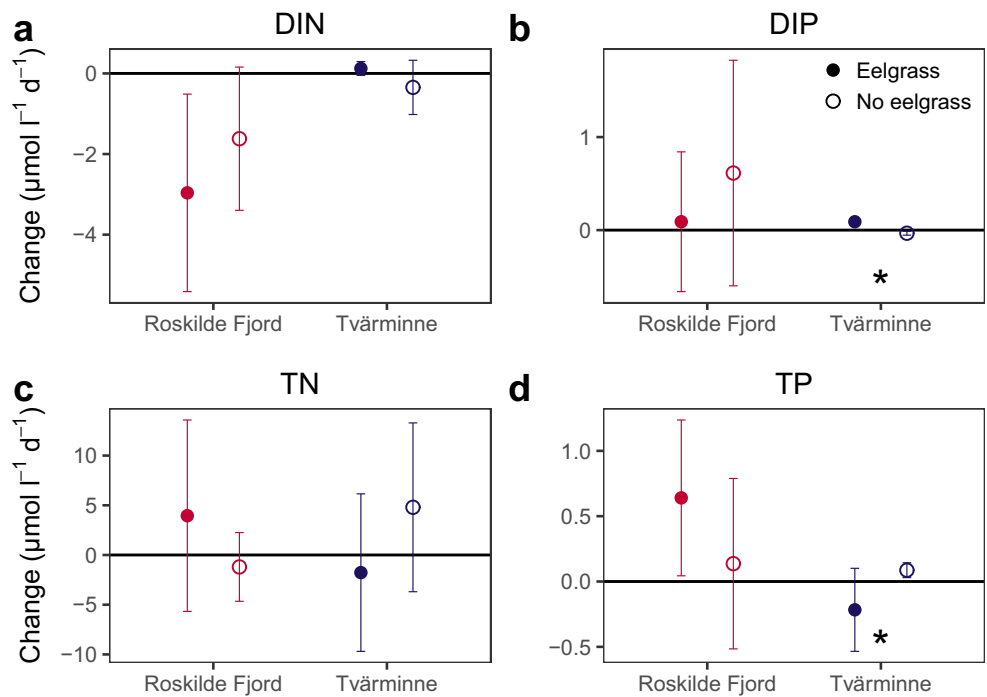 a
DIN
Change (μmol l⁻¹ d⁻¹)
0
−2
−4
Roskilde Fjord
Tvärminne
b
DIP
Eelgrass
No eelgrass
1
0
*
Roskilde Fjord
Tvärminne
c
TN
Change (μmol l⁻¹ d⁻¹)
10
5
0
−5
−10
Roskilde Fjord
Tvärminne
d
TP
1.0
0.5
0.0
−0.5
*
Roskilde Fjord
Tvärminne